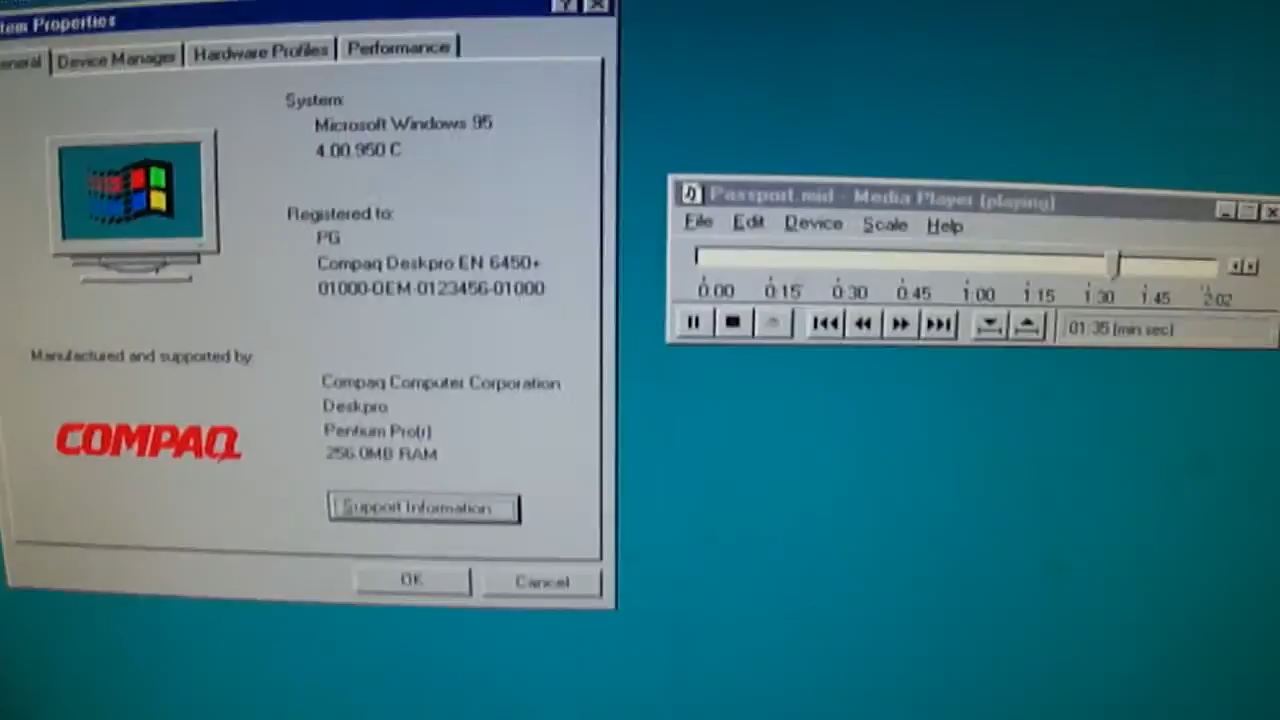 tem Properties
eneral Device Manager Hardware Profiles Performance
System:
Microsoft Windows 95
4.00.950 C
Registered to:
PG
Compaq Deskpro EN 6450+
01000-OEM-0123456-01000
Manufactured and supported by:
COMPAQ
Compaq Computer Corporation
Deskpro
Pentium Pro(r)
256.0MB RAM
Support Information
OK Cancel
Passport.mid - Media Player (playing)
File Edit Device Scale Help
0:00 0:15 0:30 0:45 1:00 1:15 1:30 1:45 2:02
01:35 (min:sec)